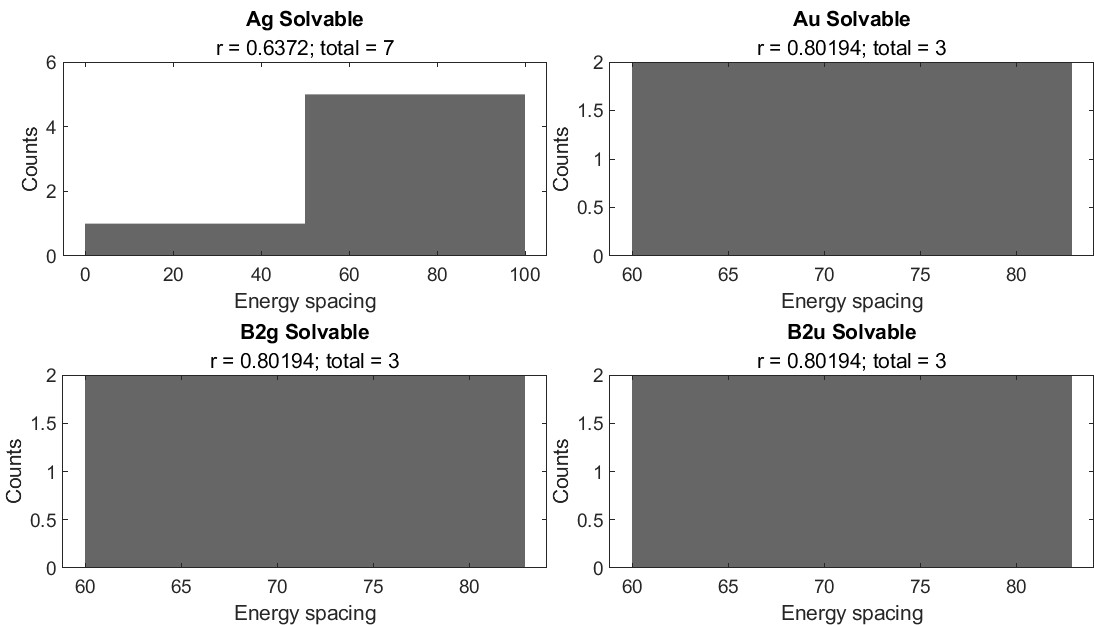 Ag Solvable
r = 0.6372; total = 7
6
4
2
0
Counts
0 20 40 60 80 100
Energy spacing
Au Solvable
r = 0.80194; total = 3
2
1.5
1
0.5
0
Counts
60 65 70 75 80
Energy spacing
B2g Solvable
r = 0.80194; total = 3
2
1.5
1
0.5
0
Counts
60 65 70 75 80
Energy spacing
B2u Solvable
r = 0.80194; total = 3
2
1.5
1
0.5
0
Counts
60 65 70 75 80
Energy spacing